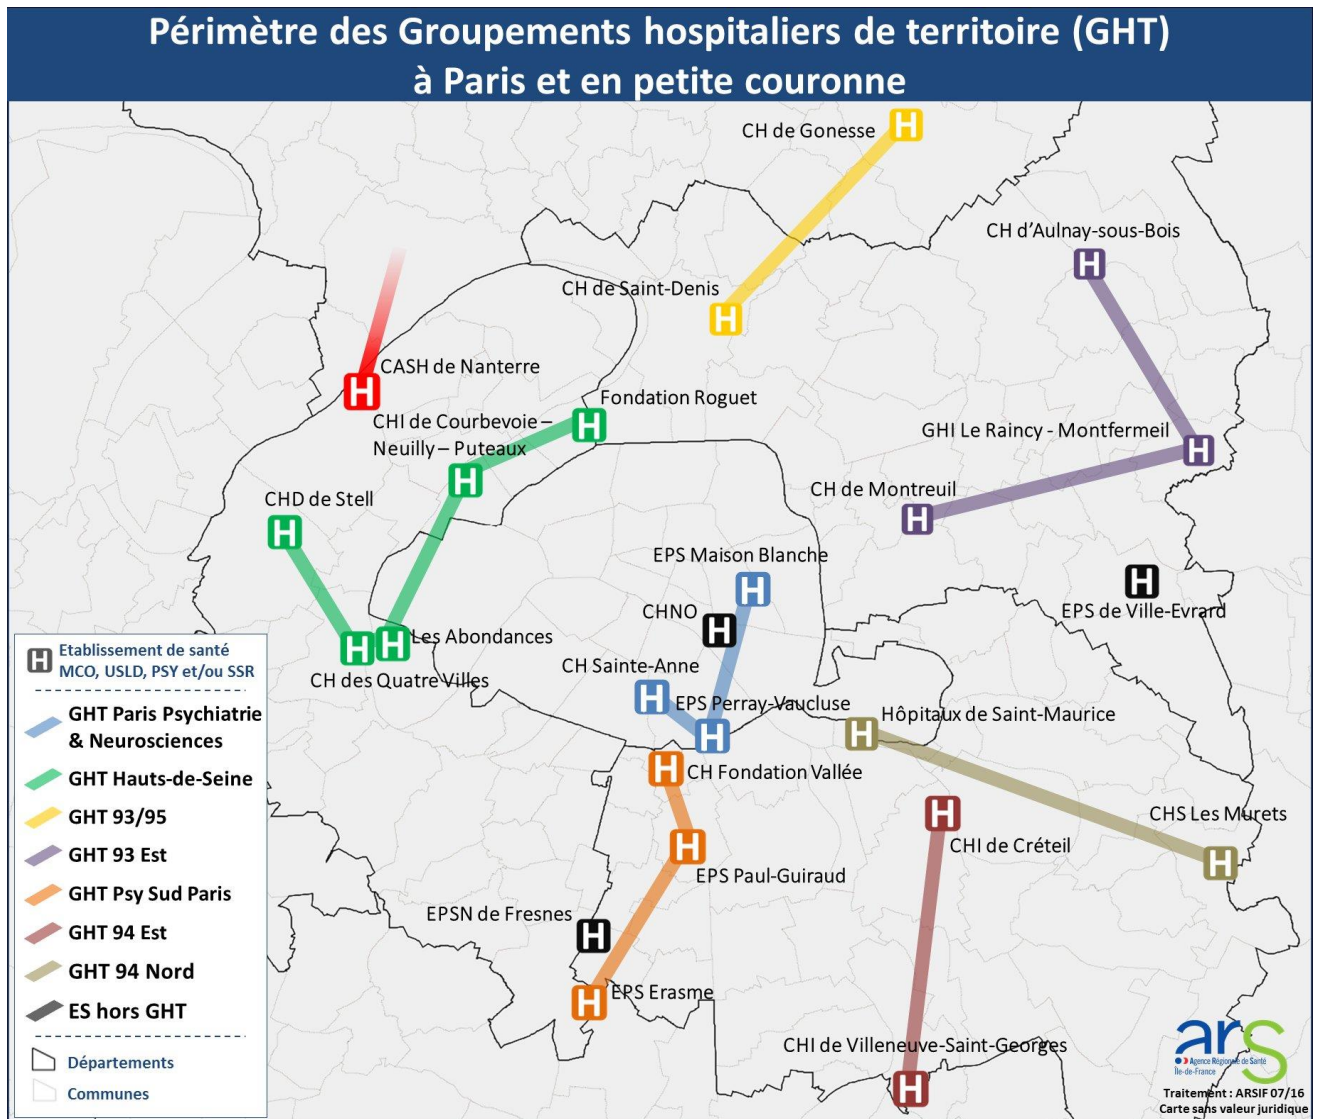 Périmètre des Groupements hospitaliers de territoire (GHT)
à Paris et en petite couronne
CH de Gonesse
H
CH d'Aulnay-sous-Bois
H
CH de Saint-Denis
H
CASH de Nanterre
H
Fondation Roguet
H
CHI de Courbevoie –
Neuilly – Puteaux
H
GHI Le Raincy - Montfermeil
H
CHD de Stell
H
CH de Montreuil
H
EPS Maison Blanche
H
EPS de Ville-Evrard
H
CHNO
H
Les Abondances
H
CH des Quatre Villes
H
CH Sainte-Anne
H
EPS Perray-Vaucluse
H
Hôpitaux de Saint-Maurice
H
CH Fondation Vallée
H
CHS Les Murets
H
CHI de Créteil
H
EPS Paul-Guiraud
H
EPSN de Fresnes
H
EPS Erasme
H
CHI de Villeneuve-Saint-Georges
H
H
Etablissement de santé
MCO, USLD, PSY et/ou SSR
GHT Paris Psychiatrie
& Neurosciences
GHT Hauts-de-Seine
GHT 93/95
GHT 93 Est
GHT Psy Sud Paris
GHT 94 Est
GHT 94 Nord
ES hors GHT
Départements
Communes
ars
Agence Régionale de Santé
Île-de-France
Traitement : ARSIF 07/16
Carte sans valeur juridique